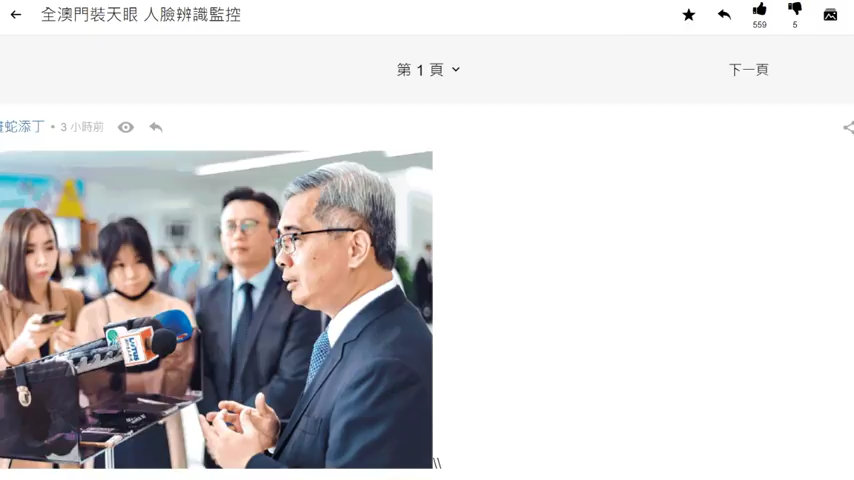 全澳門裝天眼 人臉辨識監控
559
5
第 1 頁
下一頁
蛇添丁 • 3 小時前
LOTUS
\\